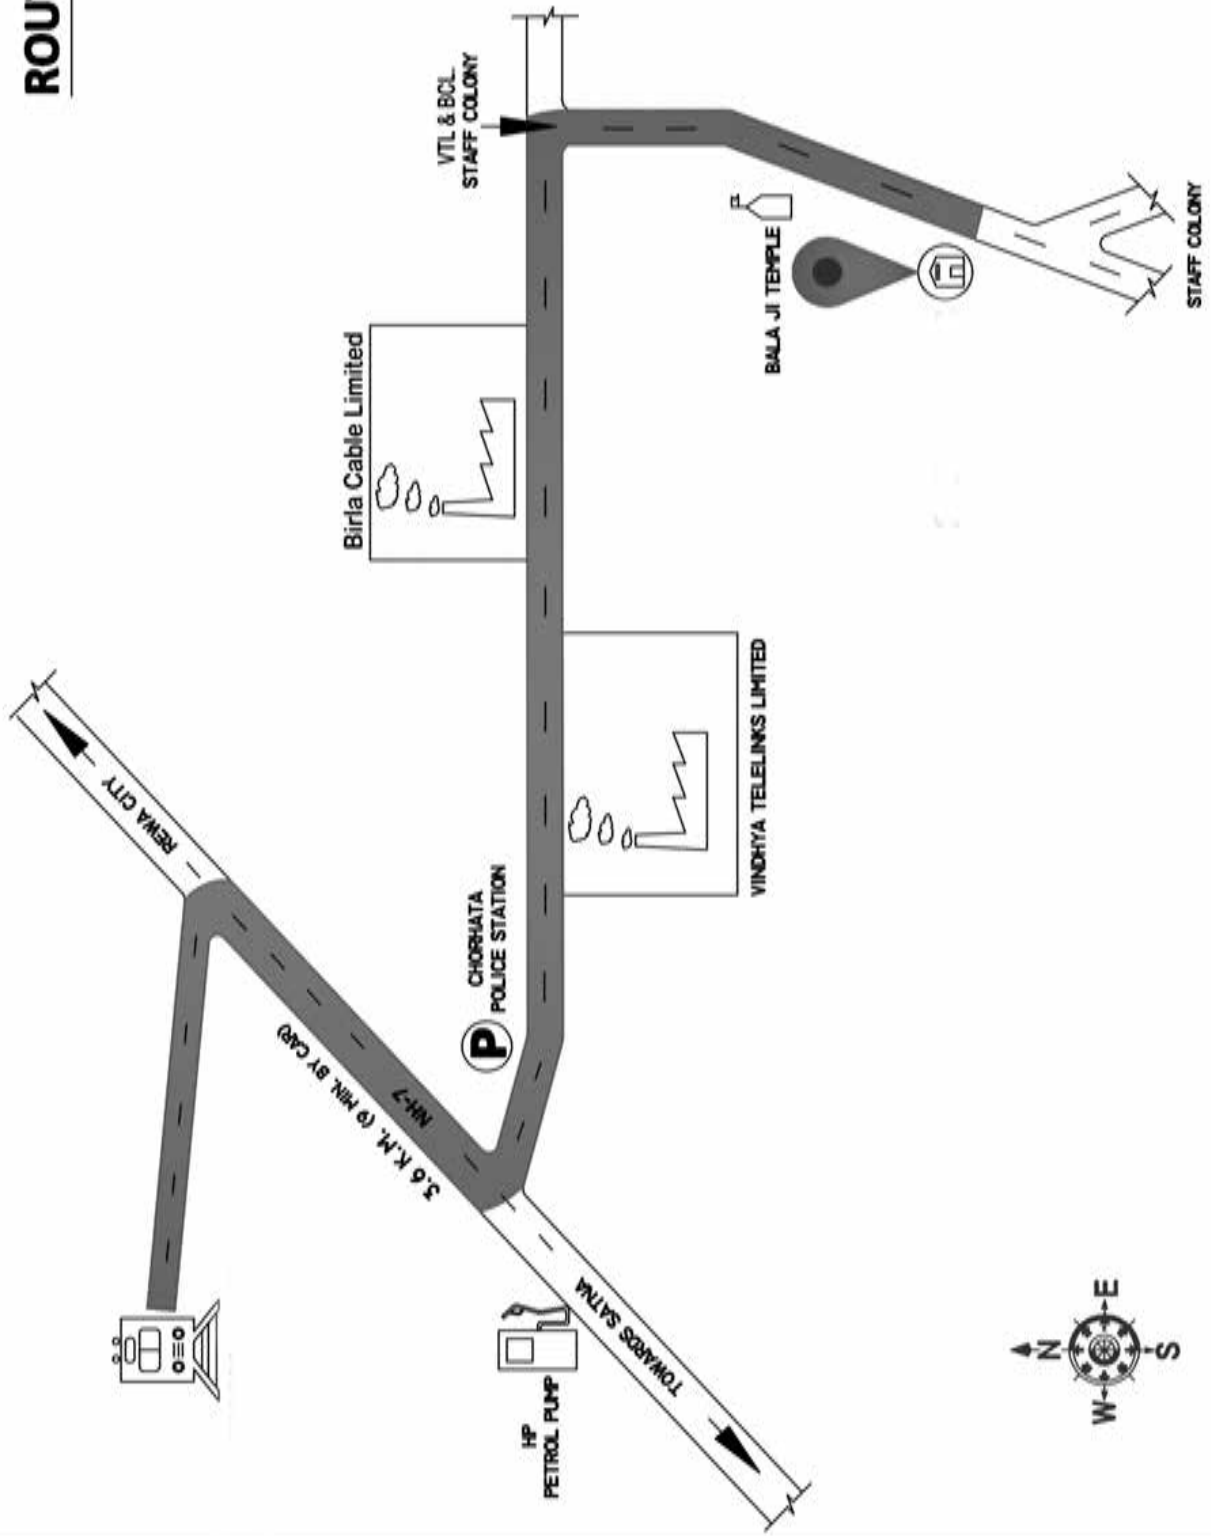 ROU
VTL & BCL.
STAFF COLONY
Birla Cable Limited
BALA JI TEMPLE
STAFF COLONY
REWA CITY
CHORHATA
POLICE STATION
P
VINDHYA TELELINKS LIMITED
NH-7
3.6 K.M. (9 MIN. BY CAR)
HP
PETROL PUMP
TOWARDS SATNA
N
W
E
S